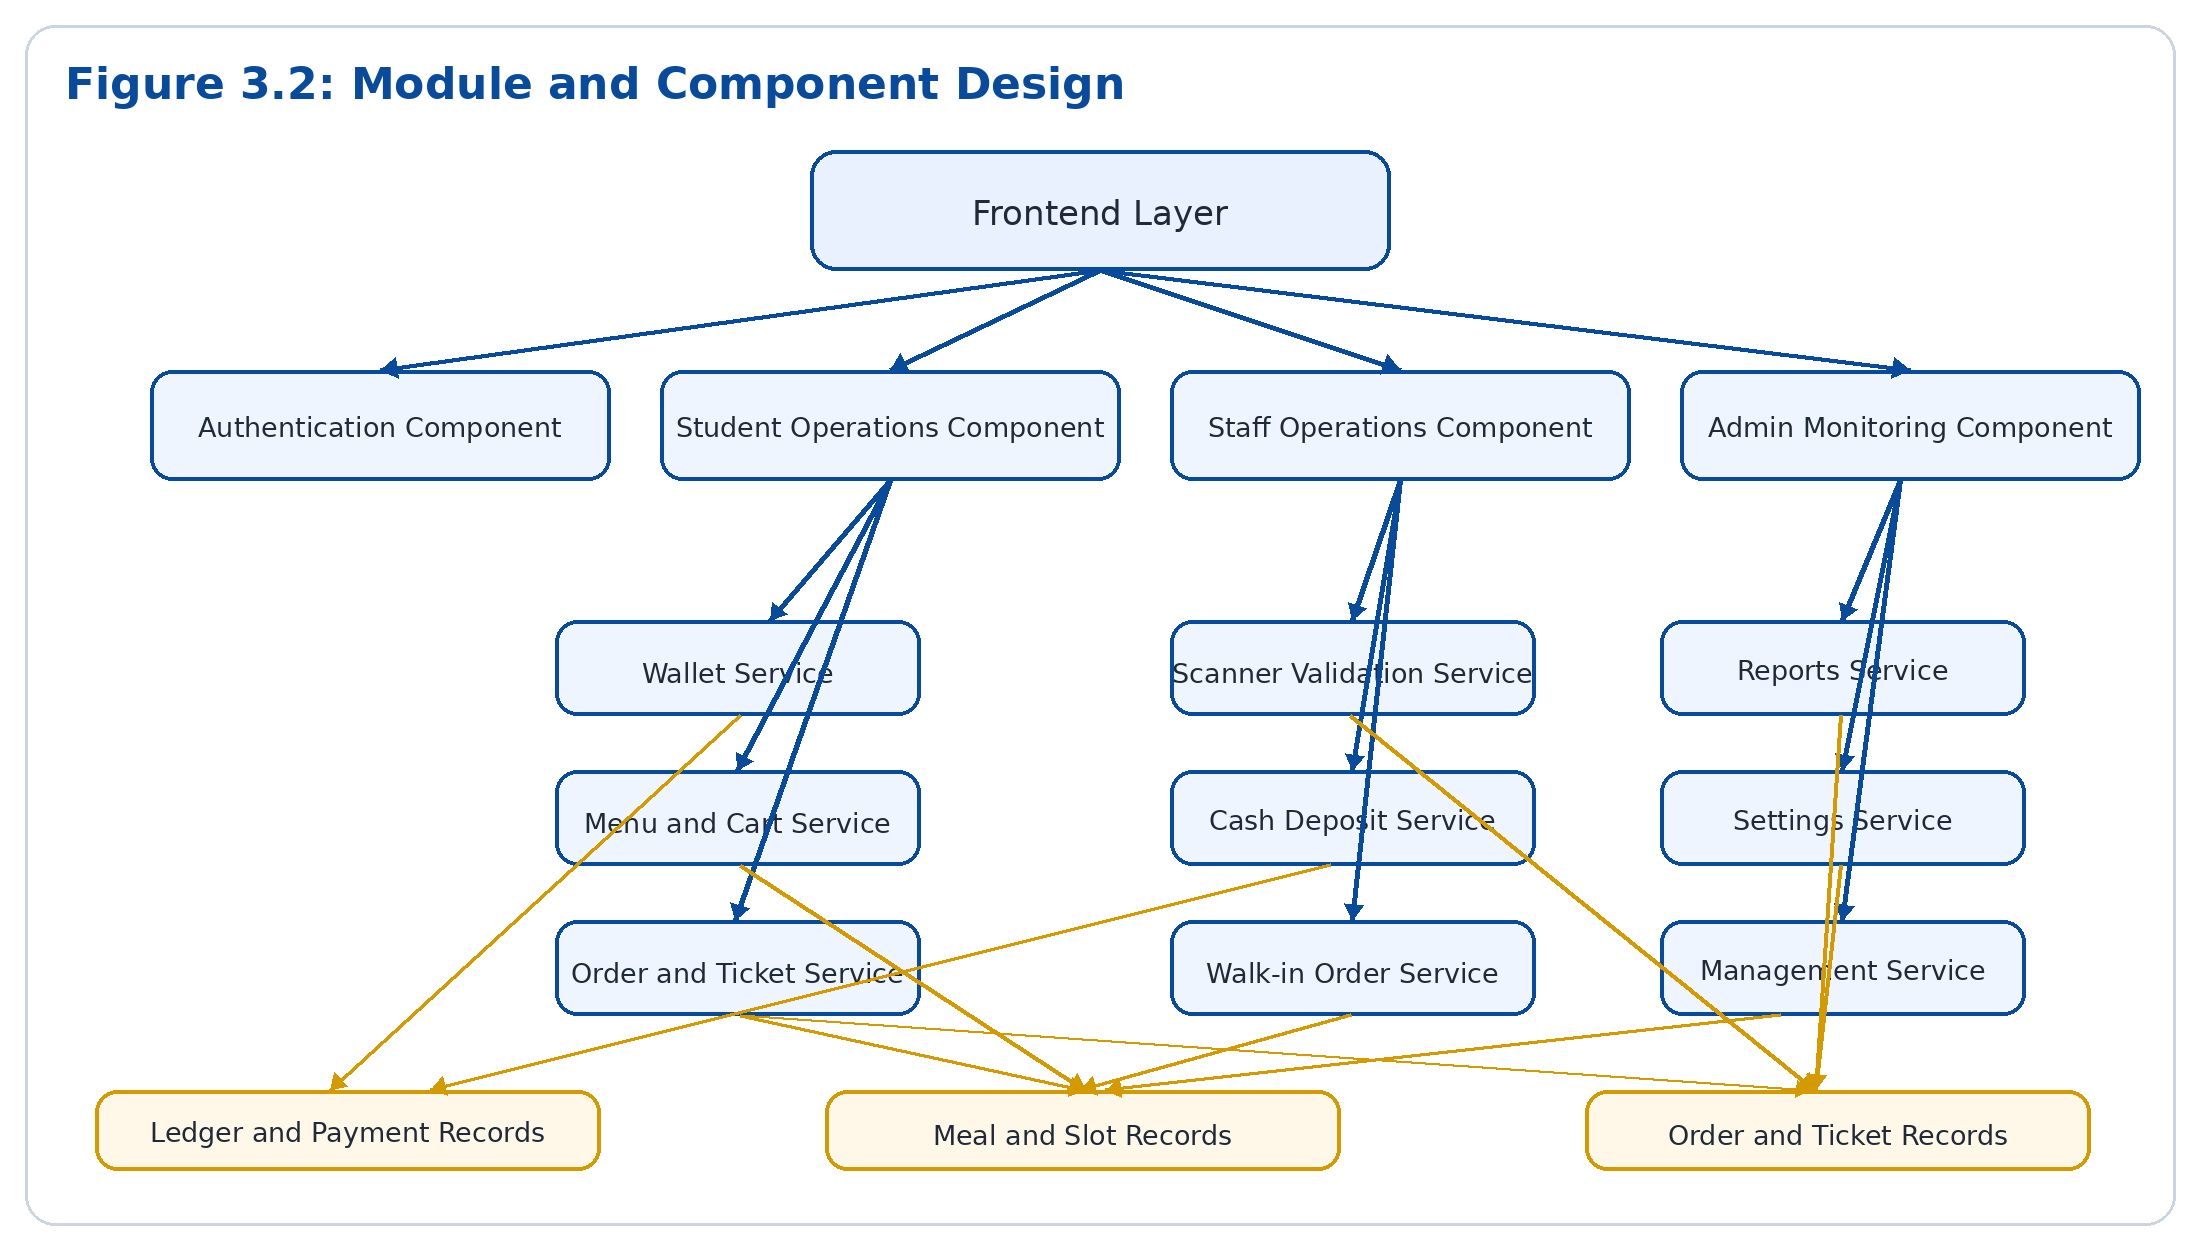 Figure 3.2: Module and Component Design
Frontend Layer
Authentication Component
Student Operations Component
Staff Operations Component
Admin Monitoring Component
Wallet Service
Scanner Validation Service
Reports Service
Menu and Cart Service
Cash Deposit Service
Settings Service
Order and Ticket Service
Walk-in Order Service
Management Service
Ledger and Payment Records
Meal and Slot Records
Order and Ticket Records